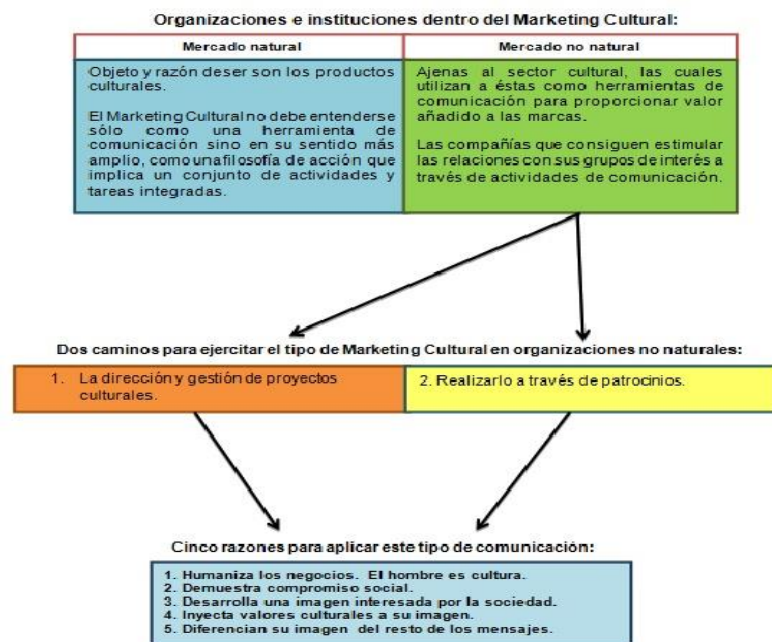 Organizaciones e instituciones dentro del Marketing Cultural:
Mercado natural
Mercado no natural
Objeto y razón deser son los productos
culturales.
El Marketing Cultural no debe entenderse
sólo como una herramienta de
comunicación sino en su sentido más
amplio, como unafilosofía de acción que
implica un conjunto de actividades y
tareas integradas.
Ajenas al sector cultural, las cuales
utilizan a éstas como herramientas de
comunicación para proporcionar valor
añadido a las marcas.
Las compañías que consiguen estimular
las relaciones con sus grupos de interés a
través de actividades de comunicación.
Dos caminos para ejercitar el tipo de Marketing Cultural en organizaciones no naturales:
1. La dirección y gestión de proyectos
culturales.
2. Realizarlo a través de patrocinios.
Cinco razones para aplicar este tipo de comunicación:
1. Humaniza los negocios. El hombre es cultura.
2. Demuestra compromiso social.
3. Desarrolla una imagen interesada por la sociedad.
4. Inyecta valores culturales a su imagen.
5. Diferencian su imagen del resto de los mensajes.